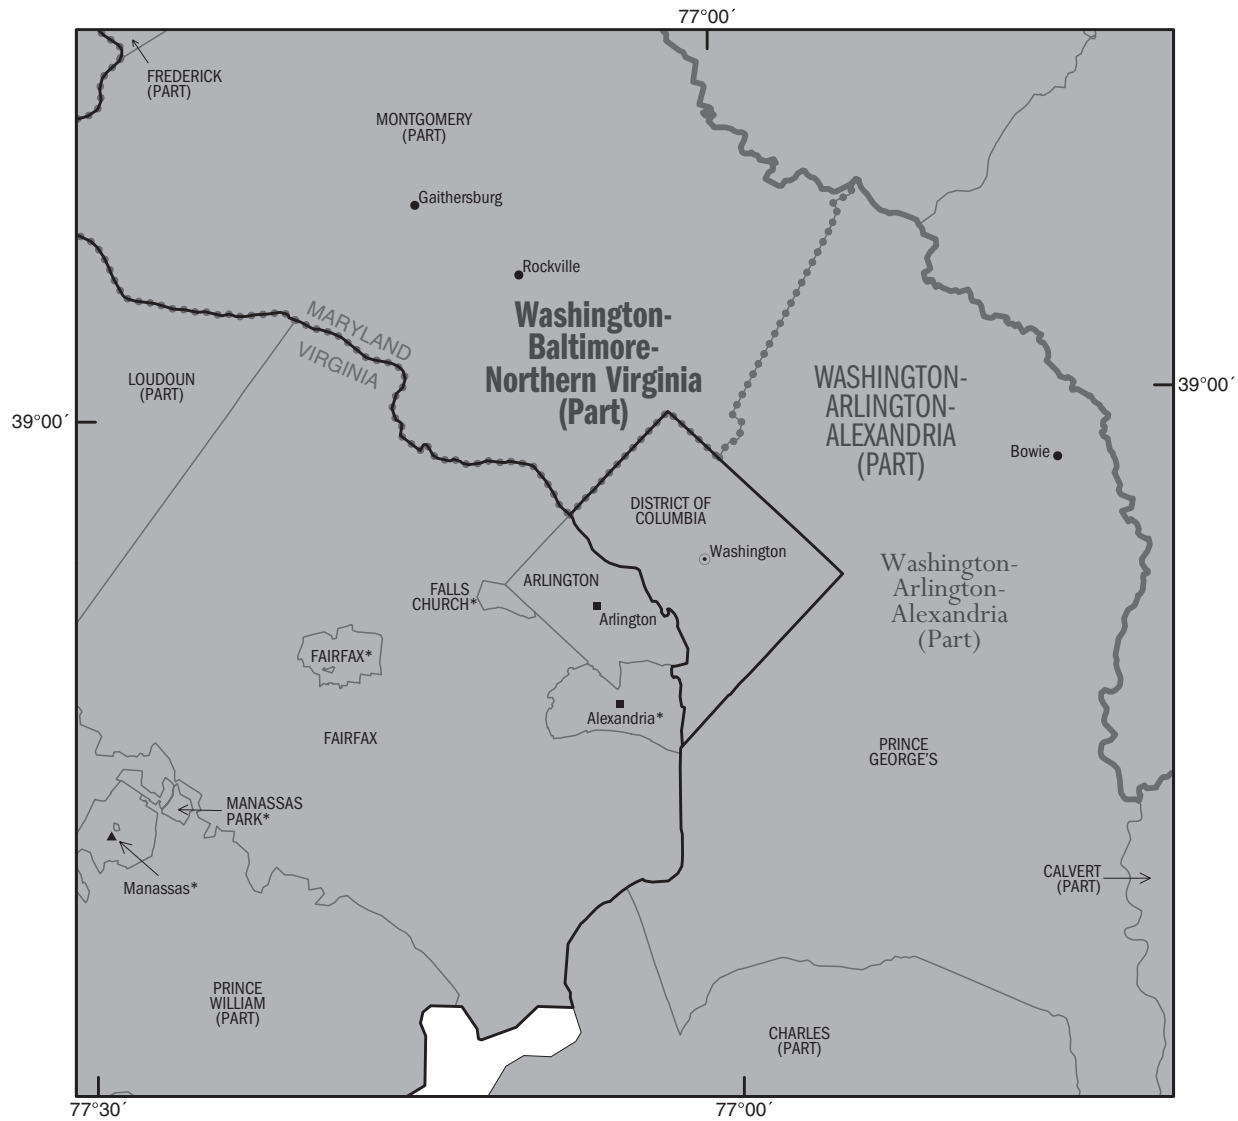 77°00´
FREDERICK
(PART)
MONTGOMERY
(PART)
Gaithersburg
Rockville
MARYLAND
VIRGINIA
Washington-
Baltimore-
Northern Virginia
(Part)
LOUDOUN
(PART)
WASHINGTON-
ARLINGTON-
ALEXANDRIA
(PART)
39°00´
39°00´
Bowie
DISTRICT OF
COLUMBIA
Washington
Washington-
Arlington-
Alexandria
(Part)
FALLS
CHURCH*
ARLINGTON
Arlington
FAIRFAX*
Alexandria*
FAIRFAX
PRINCE
GEORGE'S
MANASSAS
PARK*
Manassas*
CALVERT
(PART)
PRINCE
WILLIAM
(PART)
CHARLES
(PART)
77°30´
77°00´